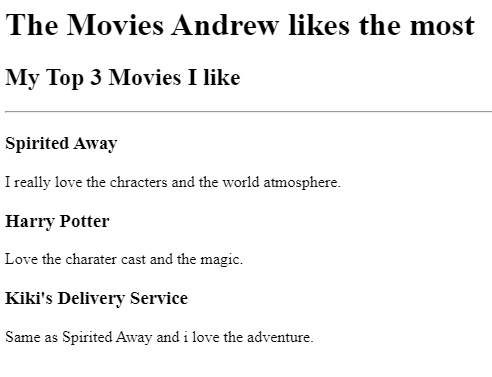 The Movies Andrew likes the most
My Top 3 Movies I like
Spirited Away
I really love the chracters and the world atmosphere.
Harry Potter
Love the charater cast and the magic.
Kiki's Delivery Service
Same as Spirited Away and i love the adventure.